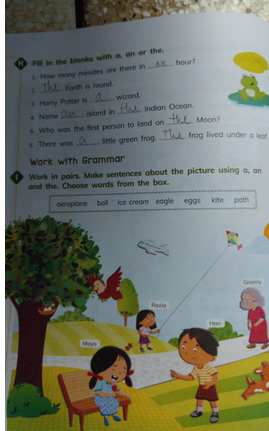 H Fill in the blanks with a, an or the.
1. How many minutes are there in an hour?
2. The Earth is round.
3. Harry Potter is a wizard.
4. Name an island in the Indian Ocean.
5. Who was the first person to land on the Moon?
6. There was a little green frog. The frog lived under a leaf.
Work with Grammar
I Work in pairs. Make sentences about the picture using a, an
and the. Choose words from the box.
aeroplane ball ice cream eagle eggs kite path
Granny
Razia
Hari
Maya